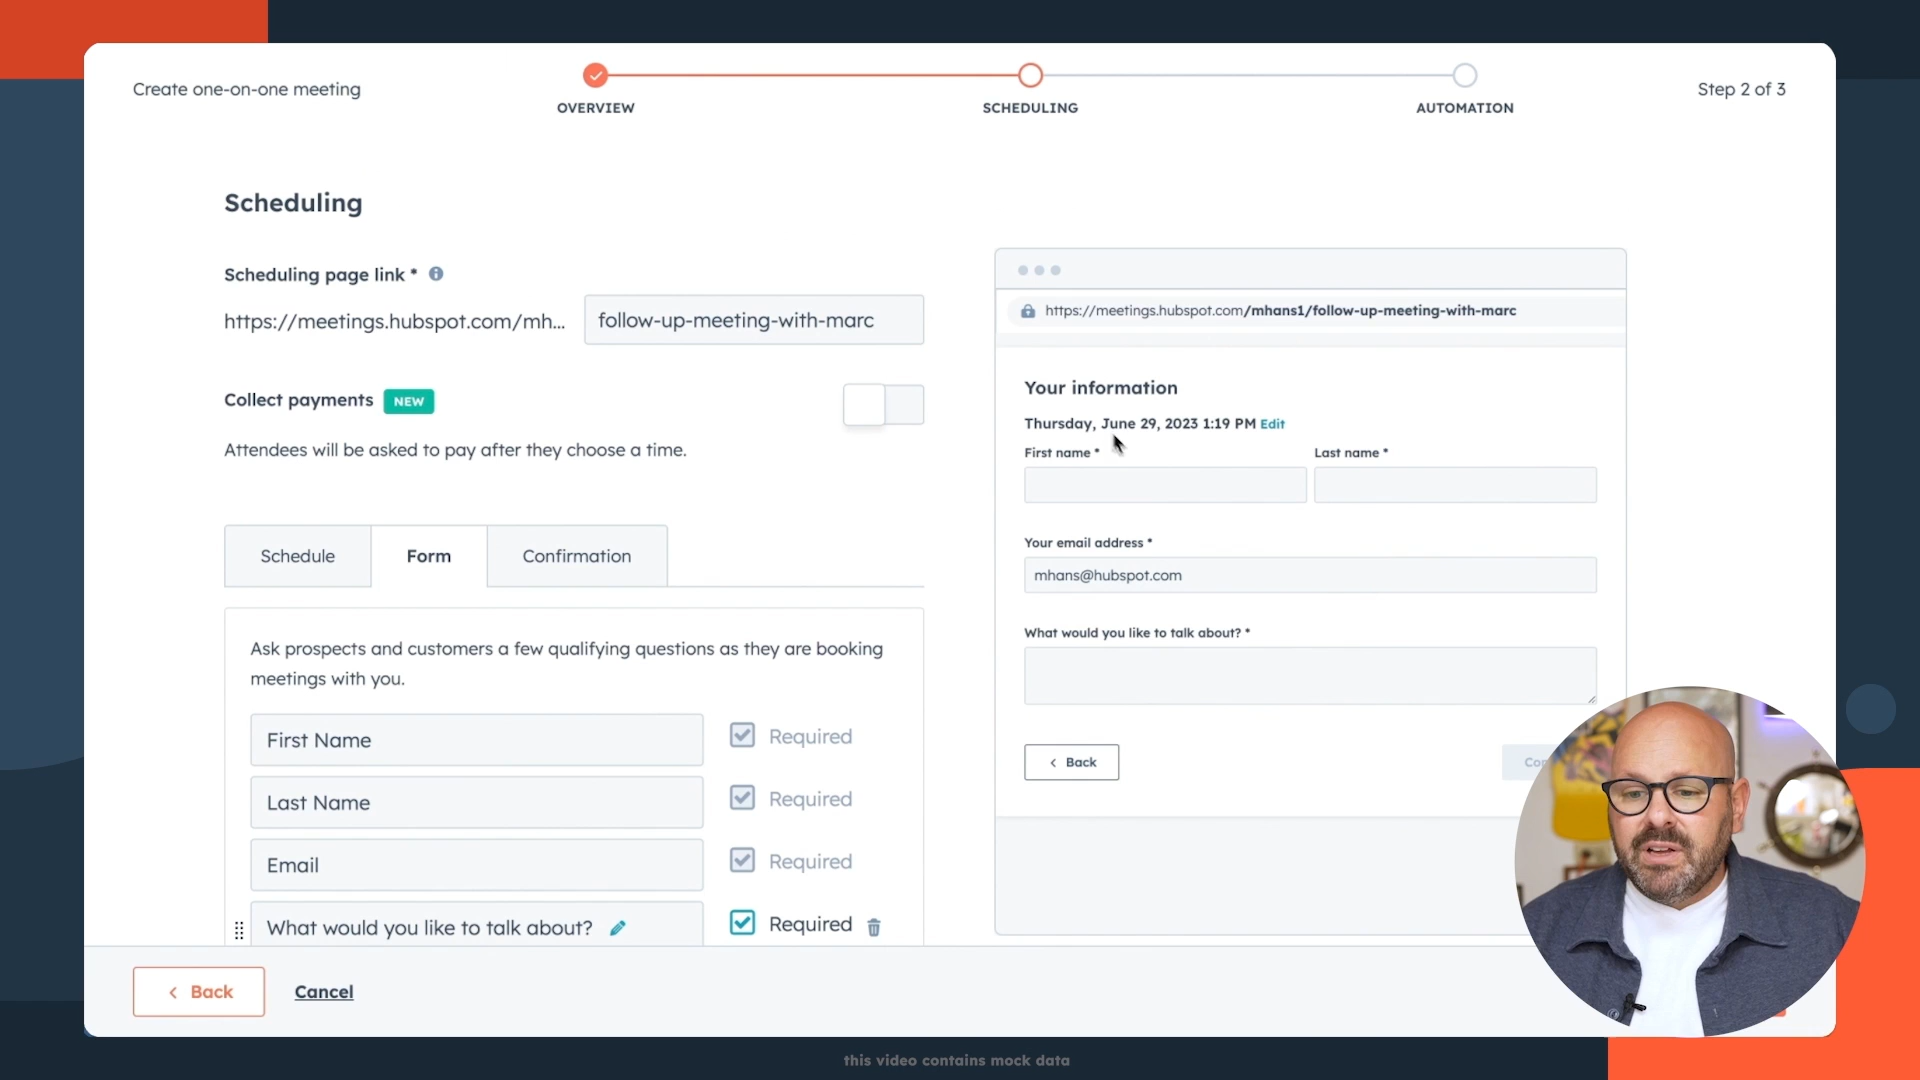 Create one-on-one meeting
OVERVIEW
SCHEDULING
AUTOMATION
Step 2 of 3
Scheduling
Scheduling page link *
https://meetings.hubspot.com/mh...
follow-up-meeting-with-marc
Collect payments NEW
Attendees will be asked to pay after they choose a time.
Schedule
Form
Confirmation
Ask prospects and customers a few qualifying questions as they are booking
meetings with you.
First Name
Required
Last Name
Required
Email
Required
What would you like to talk about?
Required
https://meetings.hubspot.com/mhans1/follow-up-meeting-with-marc
Your information
Thursday, June 29, 2023 1:19 PM Edit
First name *
Last name *
Your email address *
mhans@hubspot.com
What would you like to talk about? *
Back
Back
Cancel
this video contains mock data